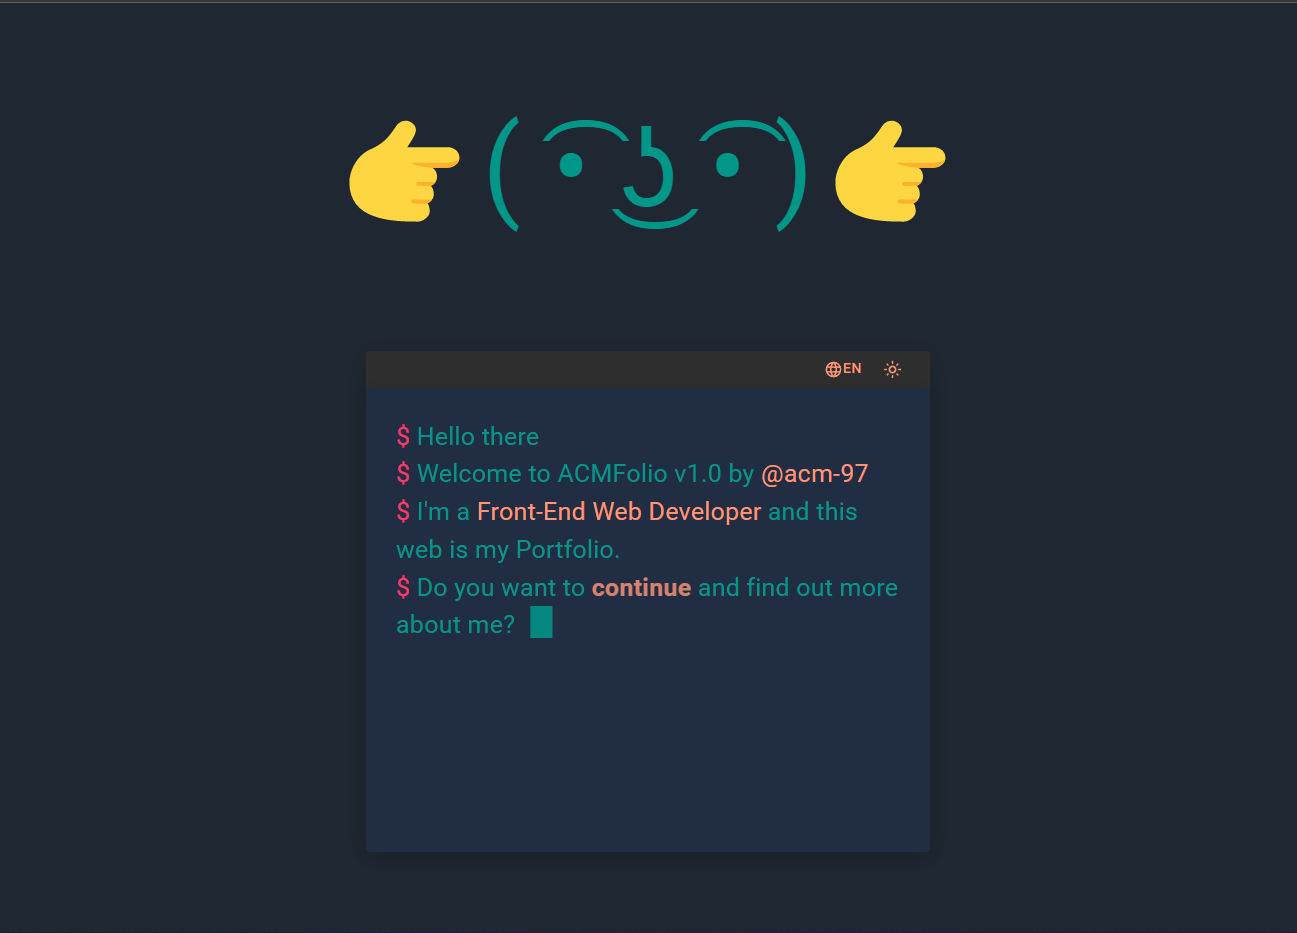 👉( ͡° ͜ʖ ͡°)👉
EN
$ Hello there
$ Welcome to ACMFolio v1.0 by @acm-97
$ I'm a Front-End Web Developer and this
web is my Portfolio.
$ Do you want to continue and find out more
about me?